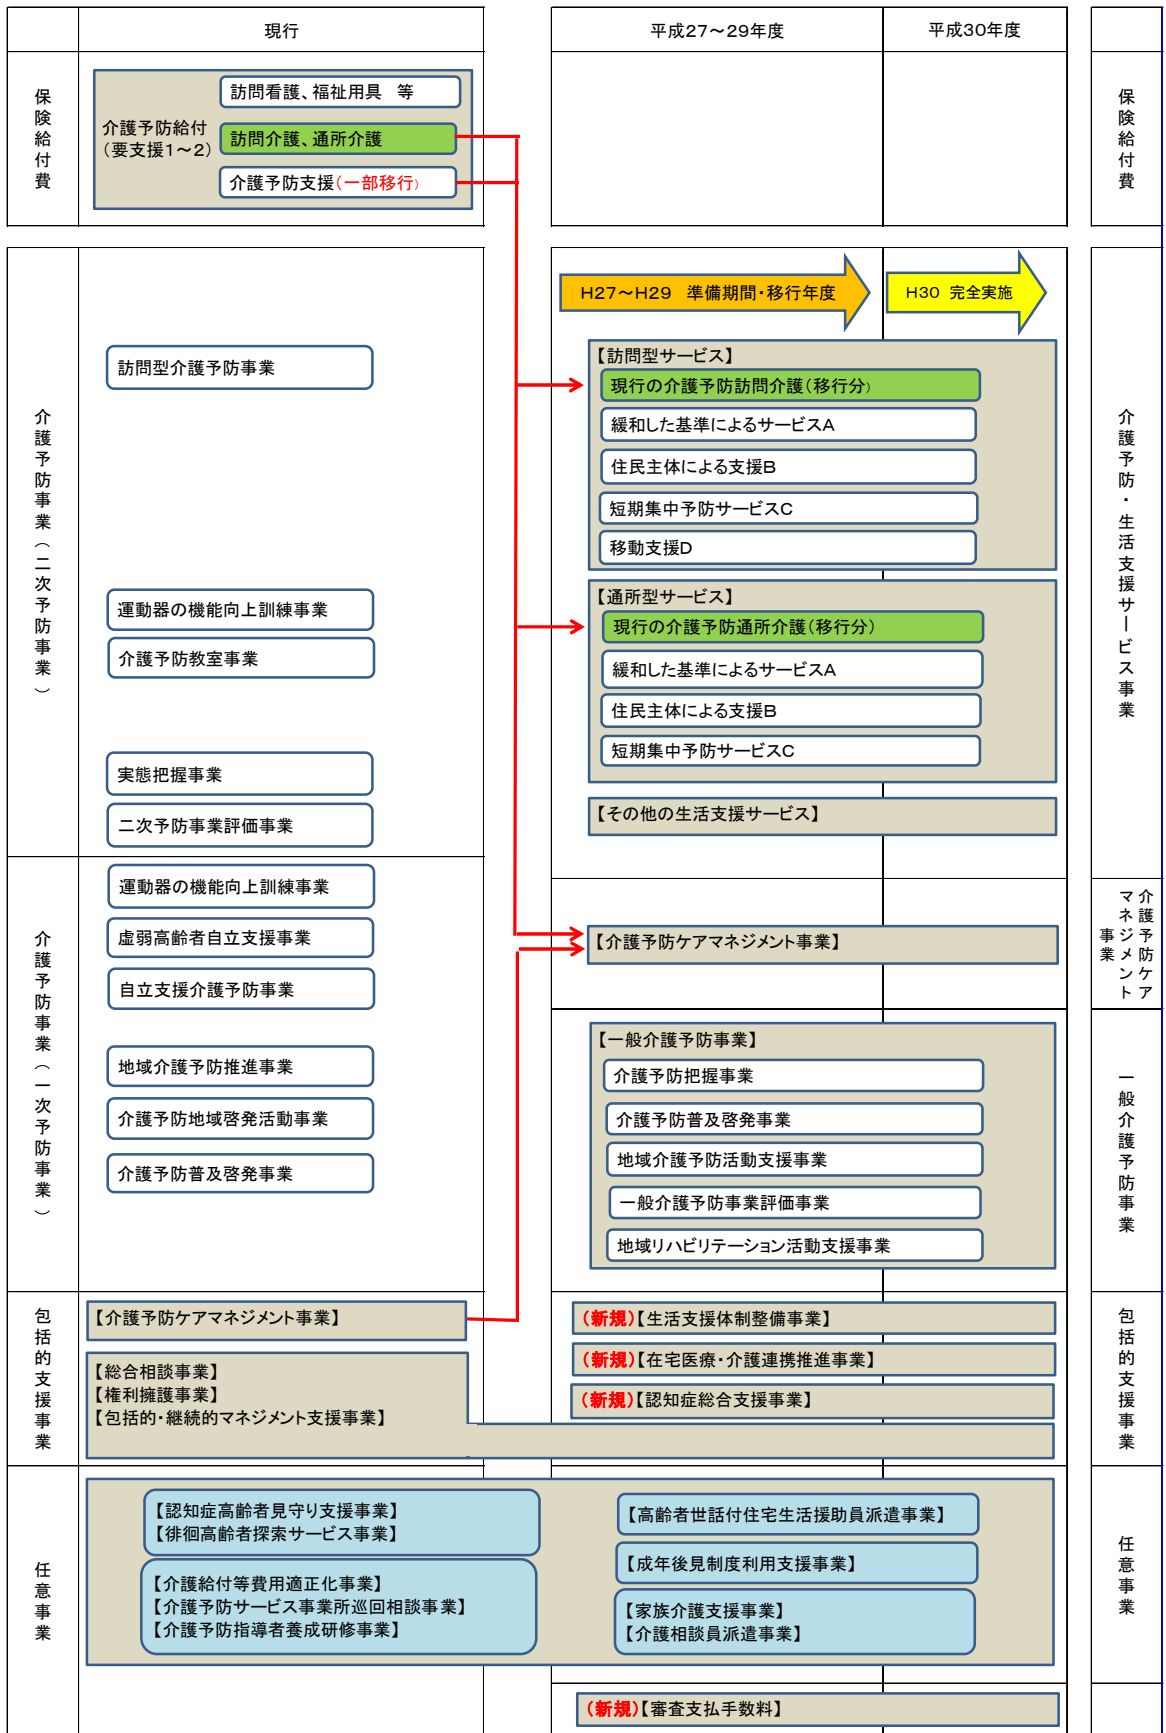 現行
平成27～29年度
平成30年度
保険給付費
介護予防給付
（要支援1～2）
訪問看護、福祉用具　等
訪問介護、通所介護
介護予防支援（一部移行）
保険給付費
介護予防事業（二次予防事業）
訪問型介護予防事業
運動器の機能向上訓練事業
介護予防教室事業
実態把握事業
二次予防事業評価事業
H27～H29　準備期間・移行年度
H30 完全実施
【訪問型サービス】
現行の介護予防訪問介護（移行分）
緩和した基準によるサービスA
住民主体による支援B
短期集中予防サービスC
移動支援D
【通所型サービス】
現行の介護予防通所介護（移行分）
緩和した基準によるサービスA
住民主体による支援B
短期集中予防サービスC
【その他の生活支援サービス】
介護予防・生活支援サービス事業
介護予防事業（一次予防事業）
運動器の機能向上訓練事業
虚弱高齢者自立支援事業
自立支援介護予防事業
地域介護予防推進事業
介護予防地域啓発活動事業
介護予防普及啓発事業
【介護予防ケアマネジメント事業】
介護予防ケア
マネジメント
事業
【一般介護予防事業】
介護予防把握事業
介護予防普及啓発事業
地域介護予防活動支援事業
一般介護予防事業評価事業
地域リハビリテーション活動支援事業
一般介護予防事業
包括的支援事業
【介護予防ケアマネジメント事業】
【総合相談事業】
【権利擁護事業】
【包括的・継続的マネジメント支援事業】
（新規）【生活支援体制整備事業】
（新規）【在宅医療・介護連携推進事業】
（新規）【認知症総合支援事業】
包括的支援事業
任意事業
【認知症高齢者見守り支援事業】
【徘徊高齢者探索サービス事業】
【介護給付等費用適正化事業】
【介護予防サービス事業所巡回相談事業】
【介護予防指導者養成研修事業】
【高齢者世話付住宅生活援助員派遣事業】
【成年後見制度利用支援事業】
【家族介護支援事業】
【介護相談員派遣事業】
任意事業
（新規）【審査支払手数料】